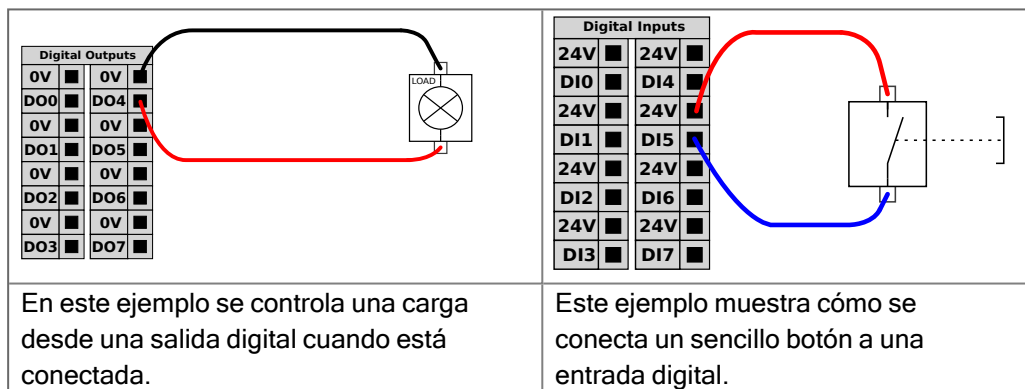 Digital Outputs
0V 0V
DO0 DO4
0V 0V
DO1 DO5
0V 0V
DO2 DO6
0V 0V
DO3 DO7
LOAD
En este ejemplo se controla una carga
desde una salida digital cuando está
conectada.
Digital Inputs
24V 24V
DI0 DI4
24V 24V
DI1 DI5
24V 24V
DI2 DI6
24V 24V
DI3 DI7
Este ejemplo muestra cómo se
conecta un sencillo botón a una
entrada digital.